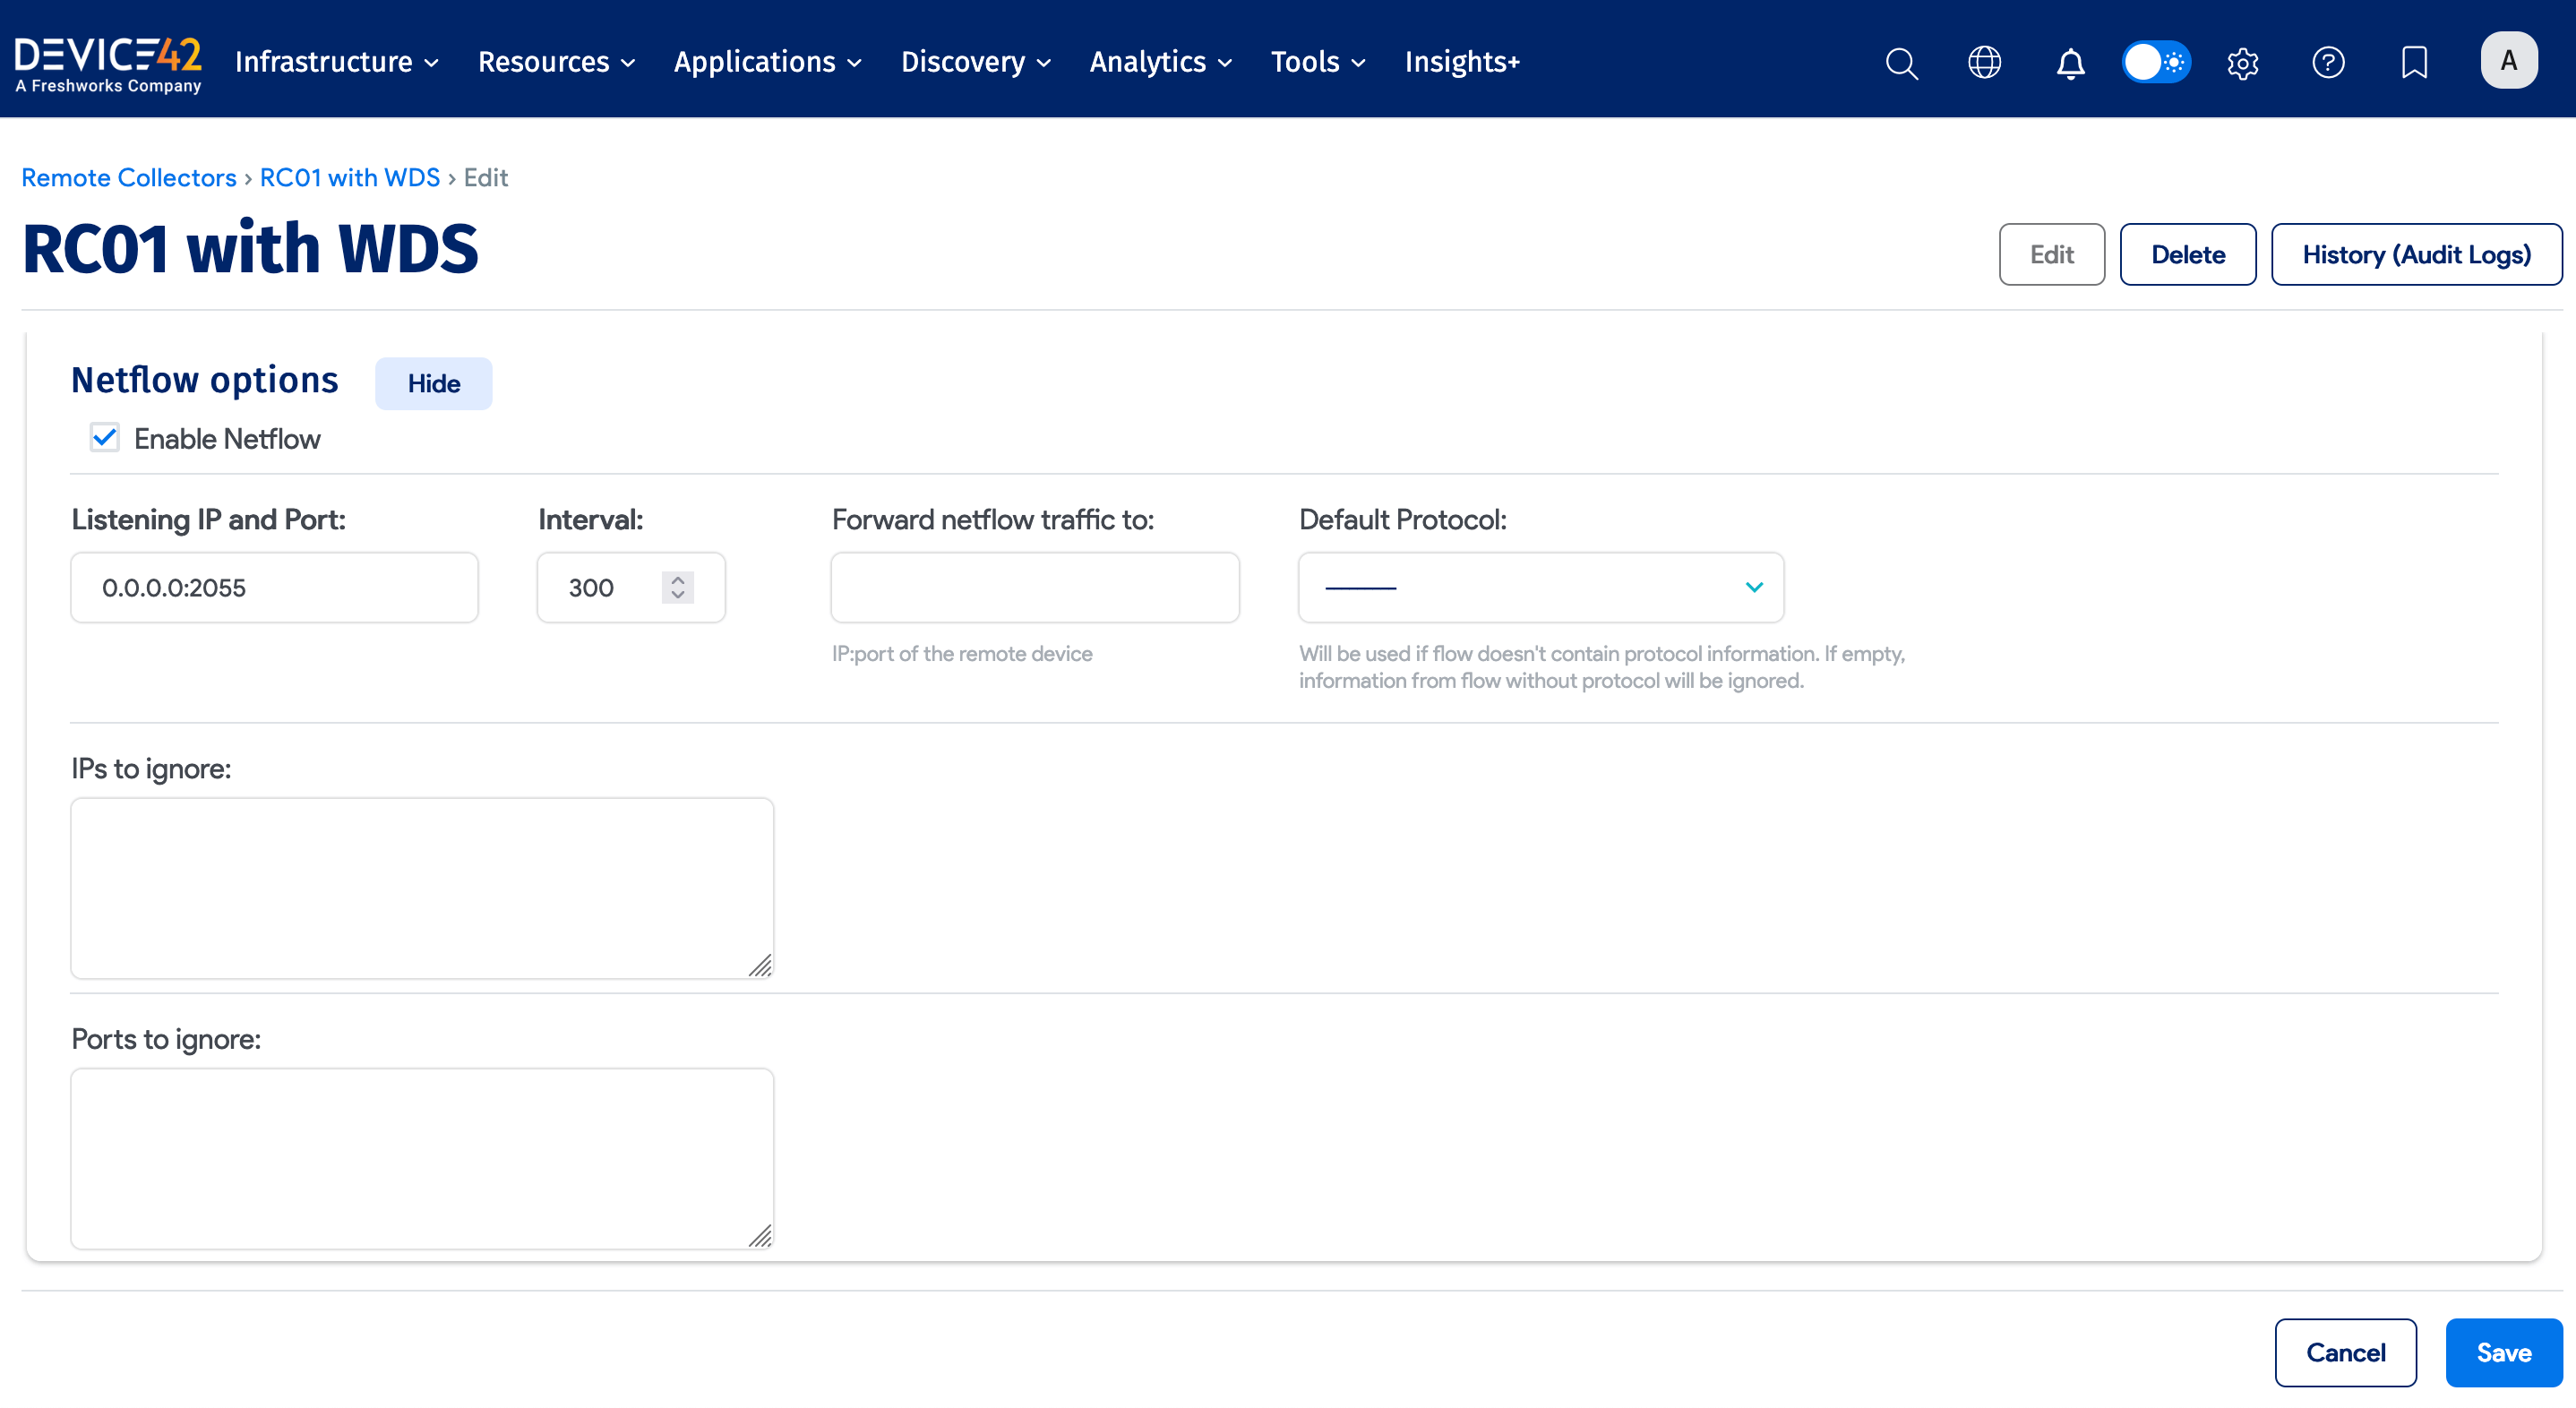 DEVICE42
A Freshworks Company
Infrastructure Resources Applications Discovery Analytics Tools Insights+
A
Remote Collectors › RC01 with WDS › Edit
RC01 with WDS
Edit Delete History (Audit Logs)
Netflow options Hide
Enable Netflow
Listening IP and Port: Interval: Forward netflow traffic to: Default Protocol:
0.0.0.0:2055 300 ———
IP:port of the remote device
Will be used if flow doesn't contain protocol information. If empty,
information from flow without protocol will be ignored.
IPs to ignore:
Ports to ignore:
Cancel Save